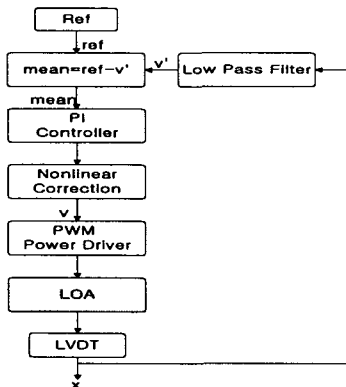 Ref
ref
mean=ref-v'
v'
Low Pass Filter
mean
PI
Controller
Nonlinear
Correction
v
PWM
Power Driver
LOA
LVDT
x